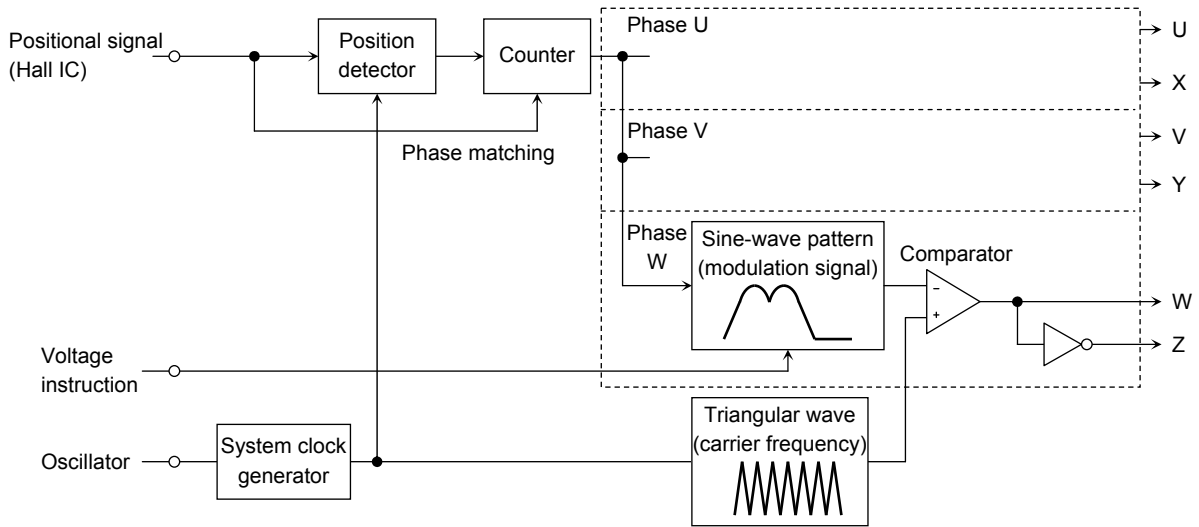 Positional signal
(Hall IC)
Position
detector
Counter
Phase matching
Phase U
U
X
Phase V
V
Y
Phase
W
Sine-wave pattern
(modulation signal)
Comparator
-
+
W
Z
Voltage
instruction
Triangular wave
(carrier frequency)
Oscillator
System clock
generator